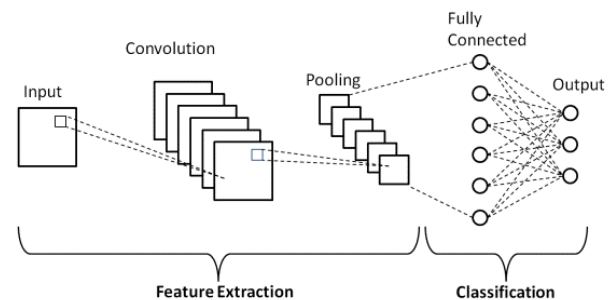 Input
Convolution
Pooling
Fully
Connected
Output
Feature Extraction
Classification